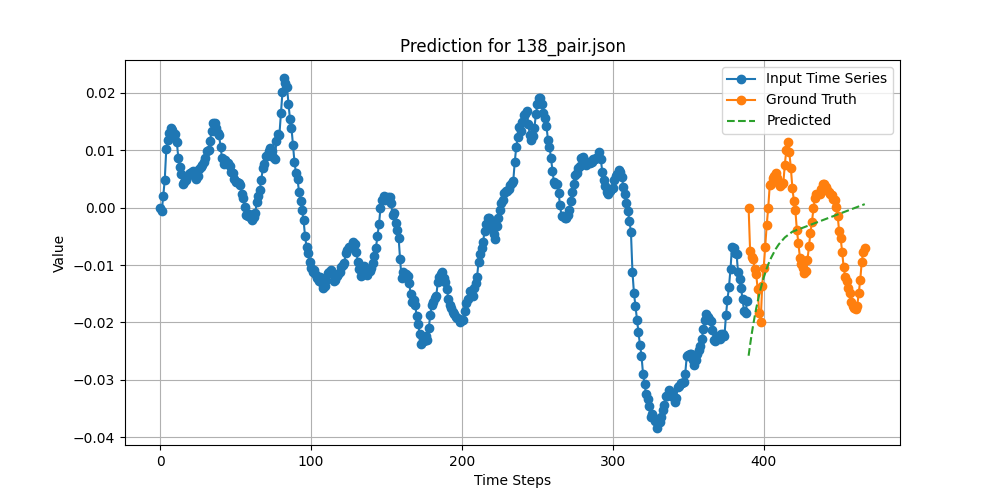 Prediction for 138_pair.json
Input Time Series
Ground Truth
Predicted
0.02
0.01
0.00
−0.01
−0.02
−0.03
−0.04
Value
0
100
200
300
400
Time Steps